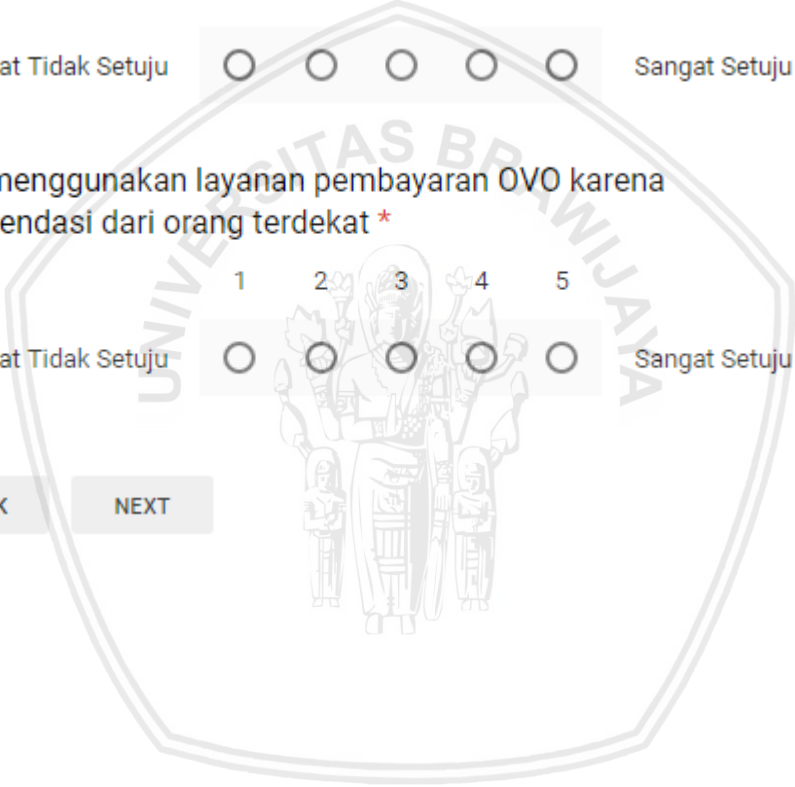 at Tidak Setuju Sangat Setuju
menggunakan layanan pembayaran OVO karena
endasi dari orang terdekat *
1 2 3 4 5
at Tidak Setuju Sangat Setuju
K NEXT
UNIVERSITAS BRAWIJAYA